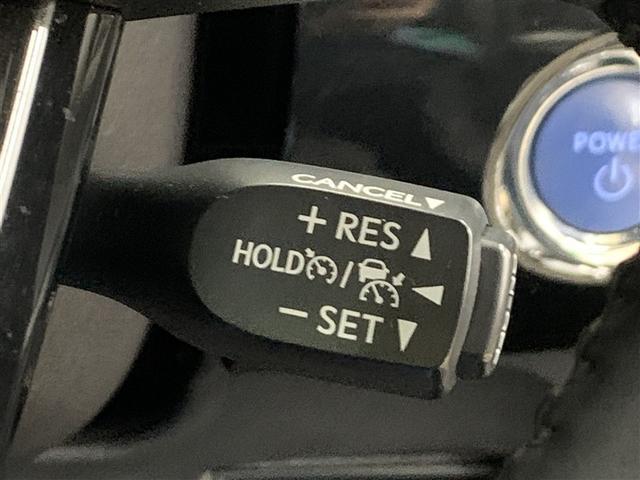 CANCEL▼
+ RES ▲
HOLD / ◀
− SET ▼
POWE